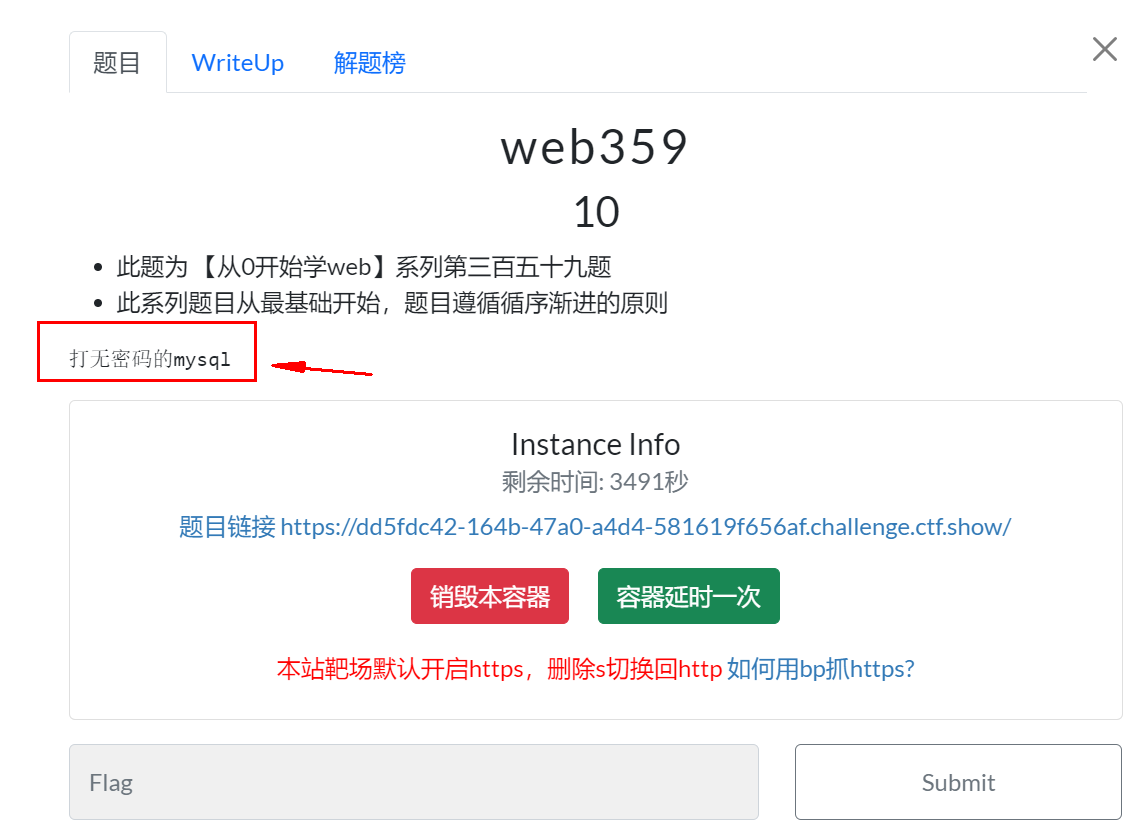 题目 WriteUp 解题榜
web359
10
此题为 【从0开始学web】系列第三百五十九题
此系列题目从最基础开始，题目遵循循序渐进的原则
打无密码的mysql
Instance Info
剩余时间: 3491秒
题目链接 https://dd5fdc42-164b-47a0-a4d4-581619f656af.challenge.ctf.show/
销毁本容器 容器延时一次
本站靶场默认开启https，删除s切换回http 如何用bp抓https?
Flag Submit